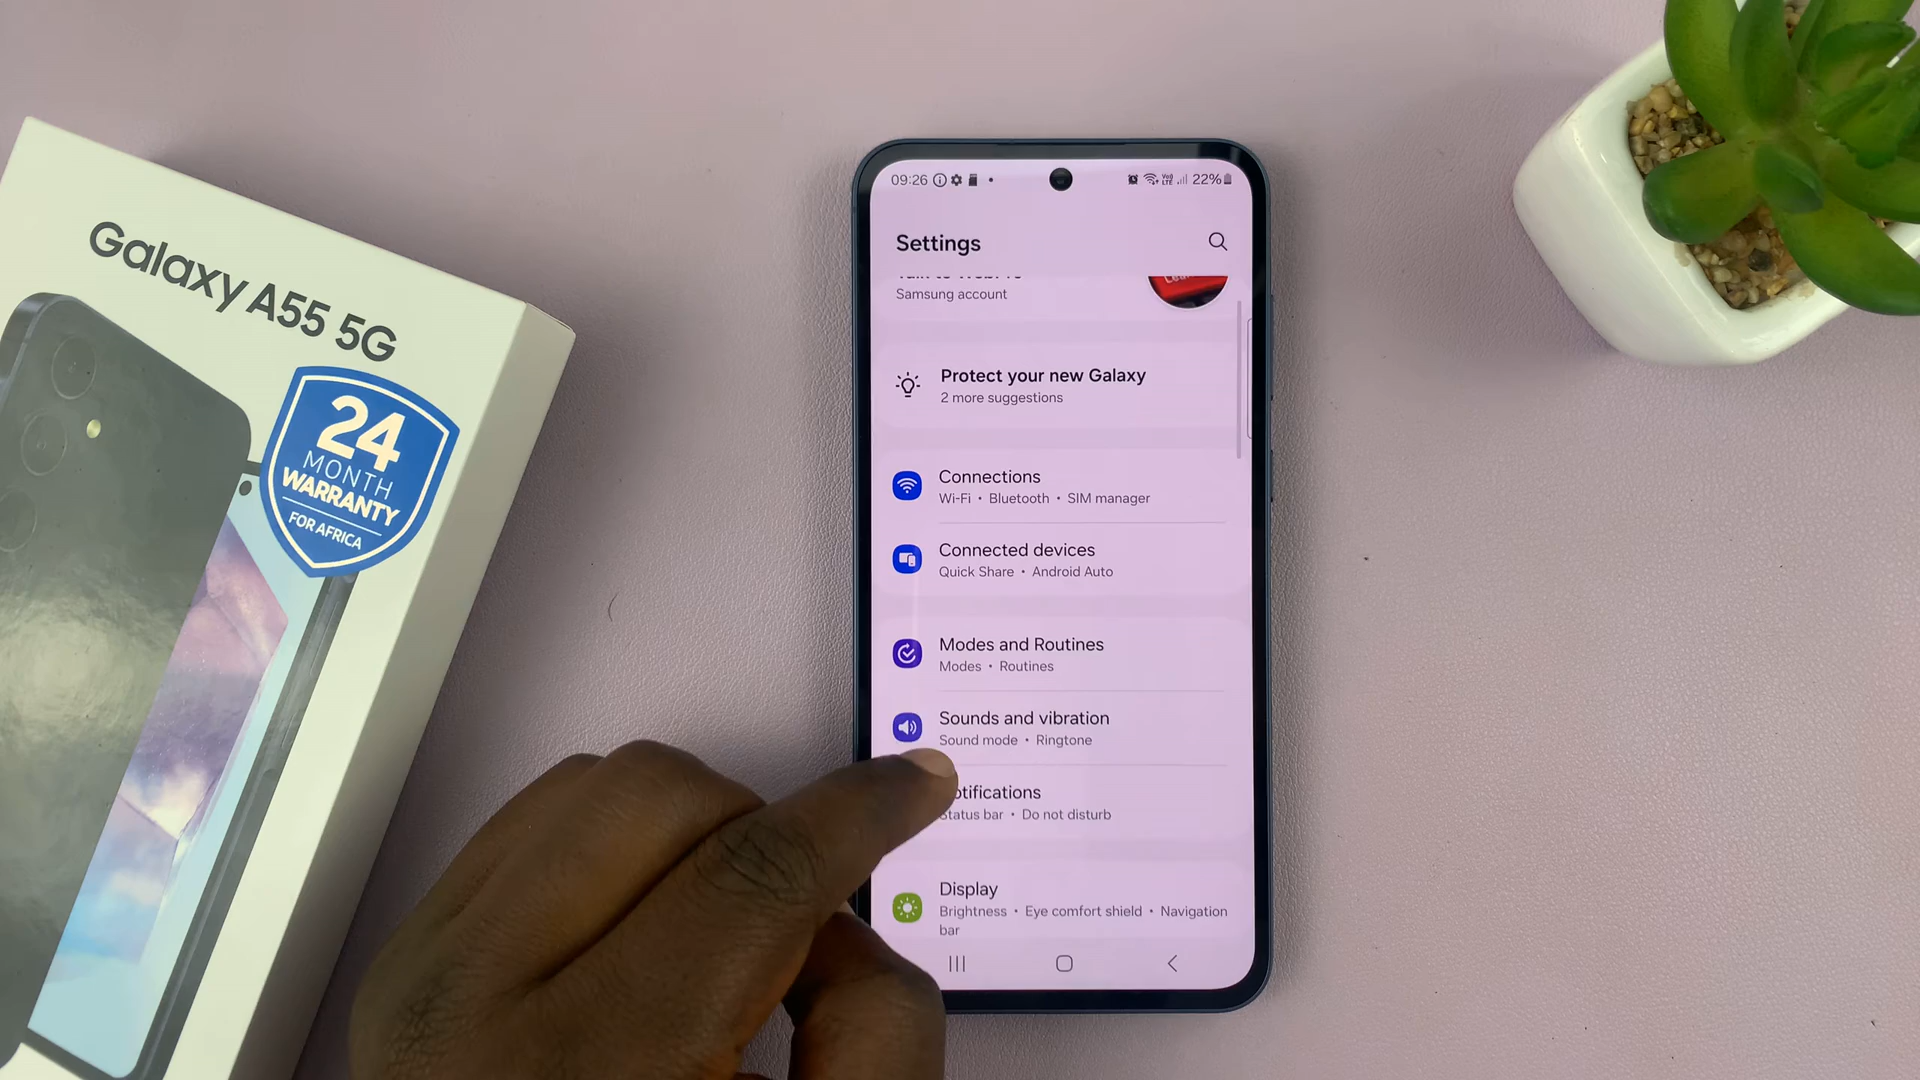 Galaxy A55 5G
24
MONTH
WARRANTY
FOR AFRICA
09:26
22%
Settings
Samsung account
Protect your new Galaxy
2 more suggestions
Connections
Wi-Fi • Bluetooth • SIM manager
Connected devices
Quick Share • Android Auto
Modes and Routines
Modes • Routines
Sounds and vibration
Sound mode • Ringtone
otifications
Status bar • Do not disturb
Display
Brightness • Eye comfort shield • Navigation
bar